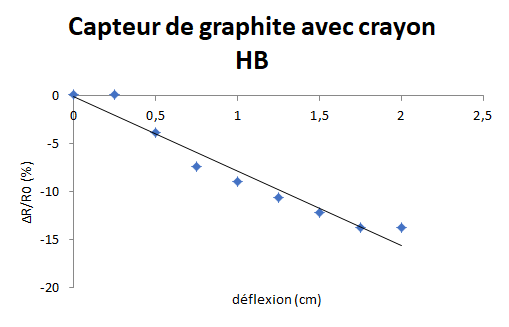 Capteur de graphite avec crayon
HB
0
0
0,5
1
1,5
2
2,5
-5
-10
-15
-20
ΔR/R0 (%)
déflexion (cm)